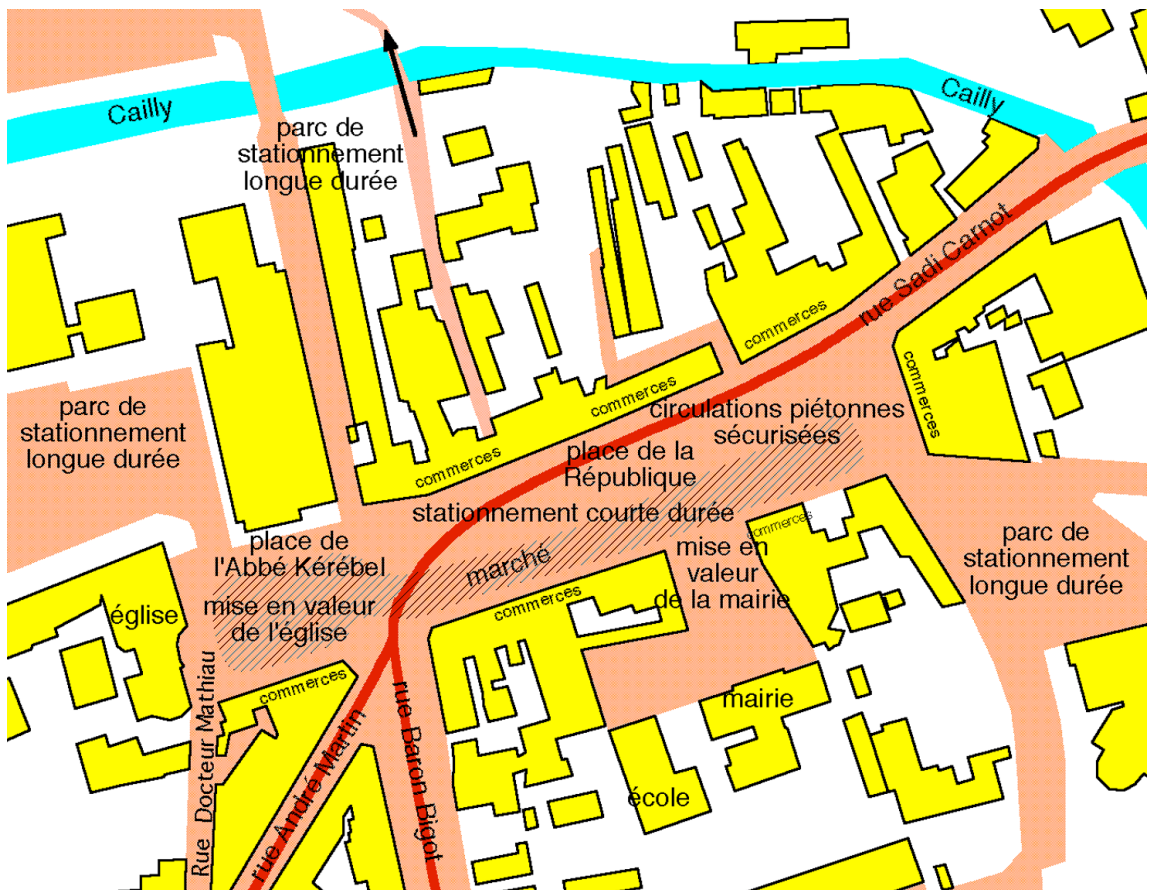 Cailly
Cailly
parc de
stationnement
longue durée
rue Sadi Carnot
commerces
commerces
commerces
commerces
parc de
stationnement
longue durée
circulations piétonnes
sécurisées
place de la
République
stationnement courte durée
marché
commerces
mise en
valeur
de la mairie
parc de
stationnement
longue durée
place de
l'Abbé Kérébel
mise en valeur
de l'église
église
commerces
commerces
mairie
école
Rue Docteur Mathiau
rue André Martin
rue Baron Bigot